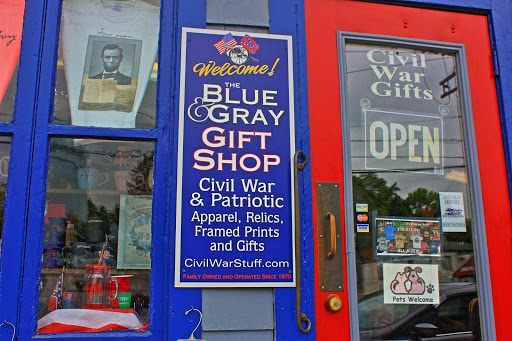 Welcome!
THE
BLUE
& GRAY
GIFT
SHOP
Civil War
& Patriotic
Apparel, Relics,
Framed Prints
and Gifts
CivilWarStuff.com
FAMILY OWNED AND OPERATED SINCE 1970
Civil
War
Gifts
OPEN
Pets Welcome